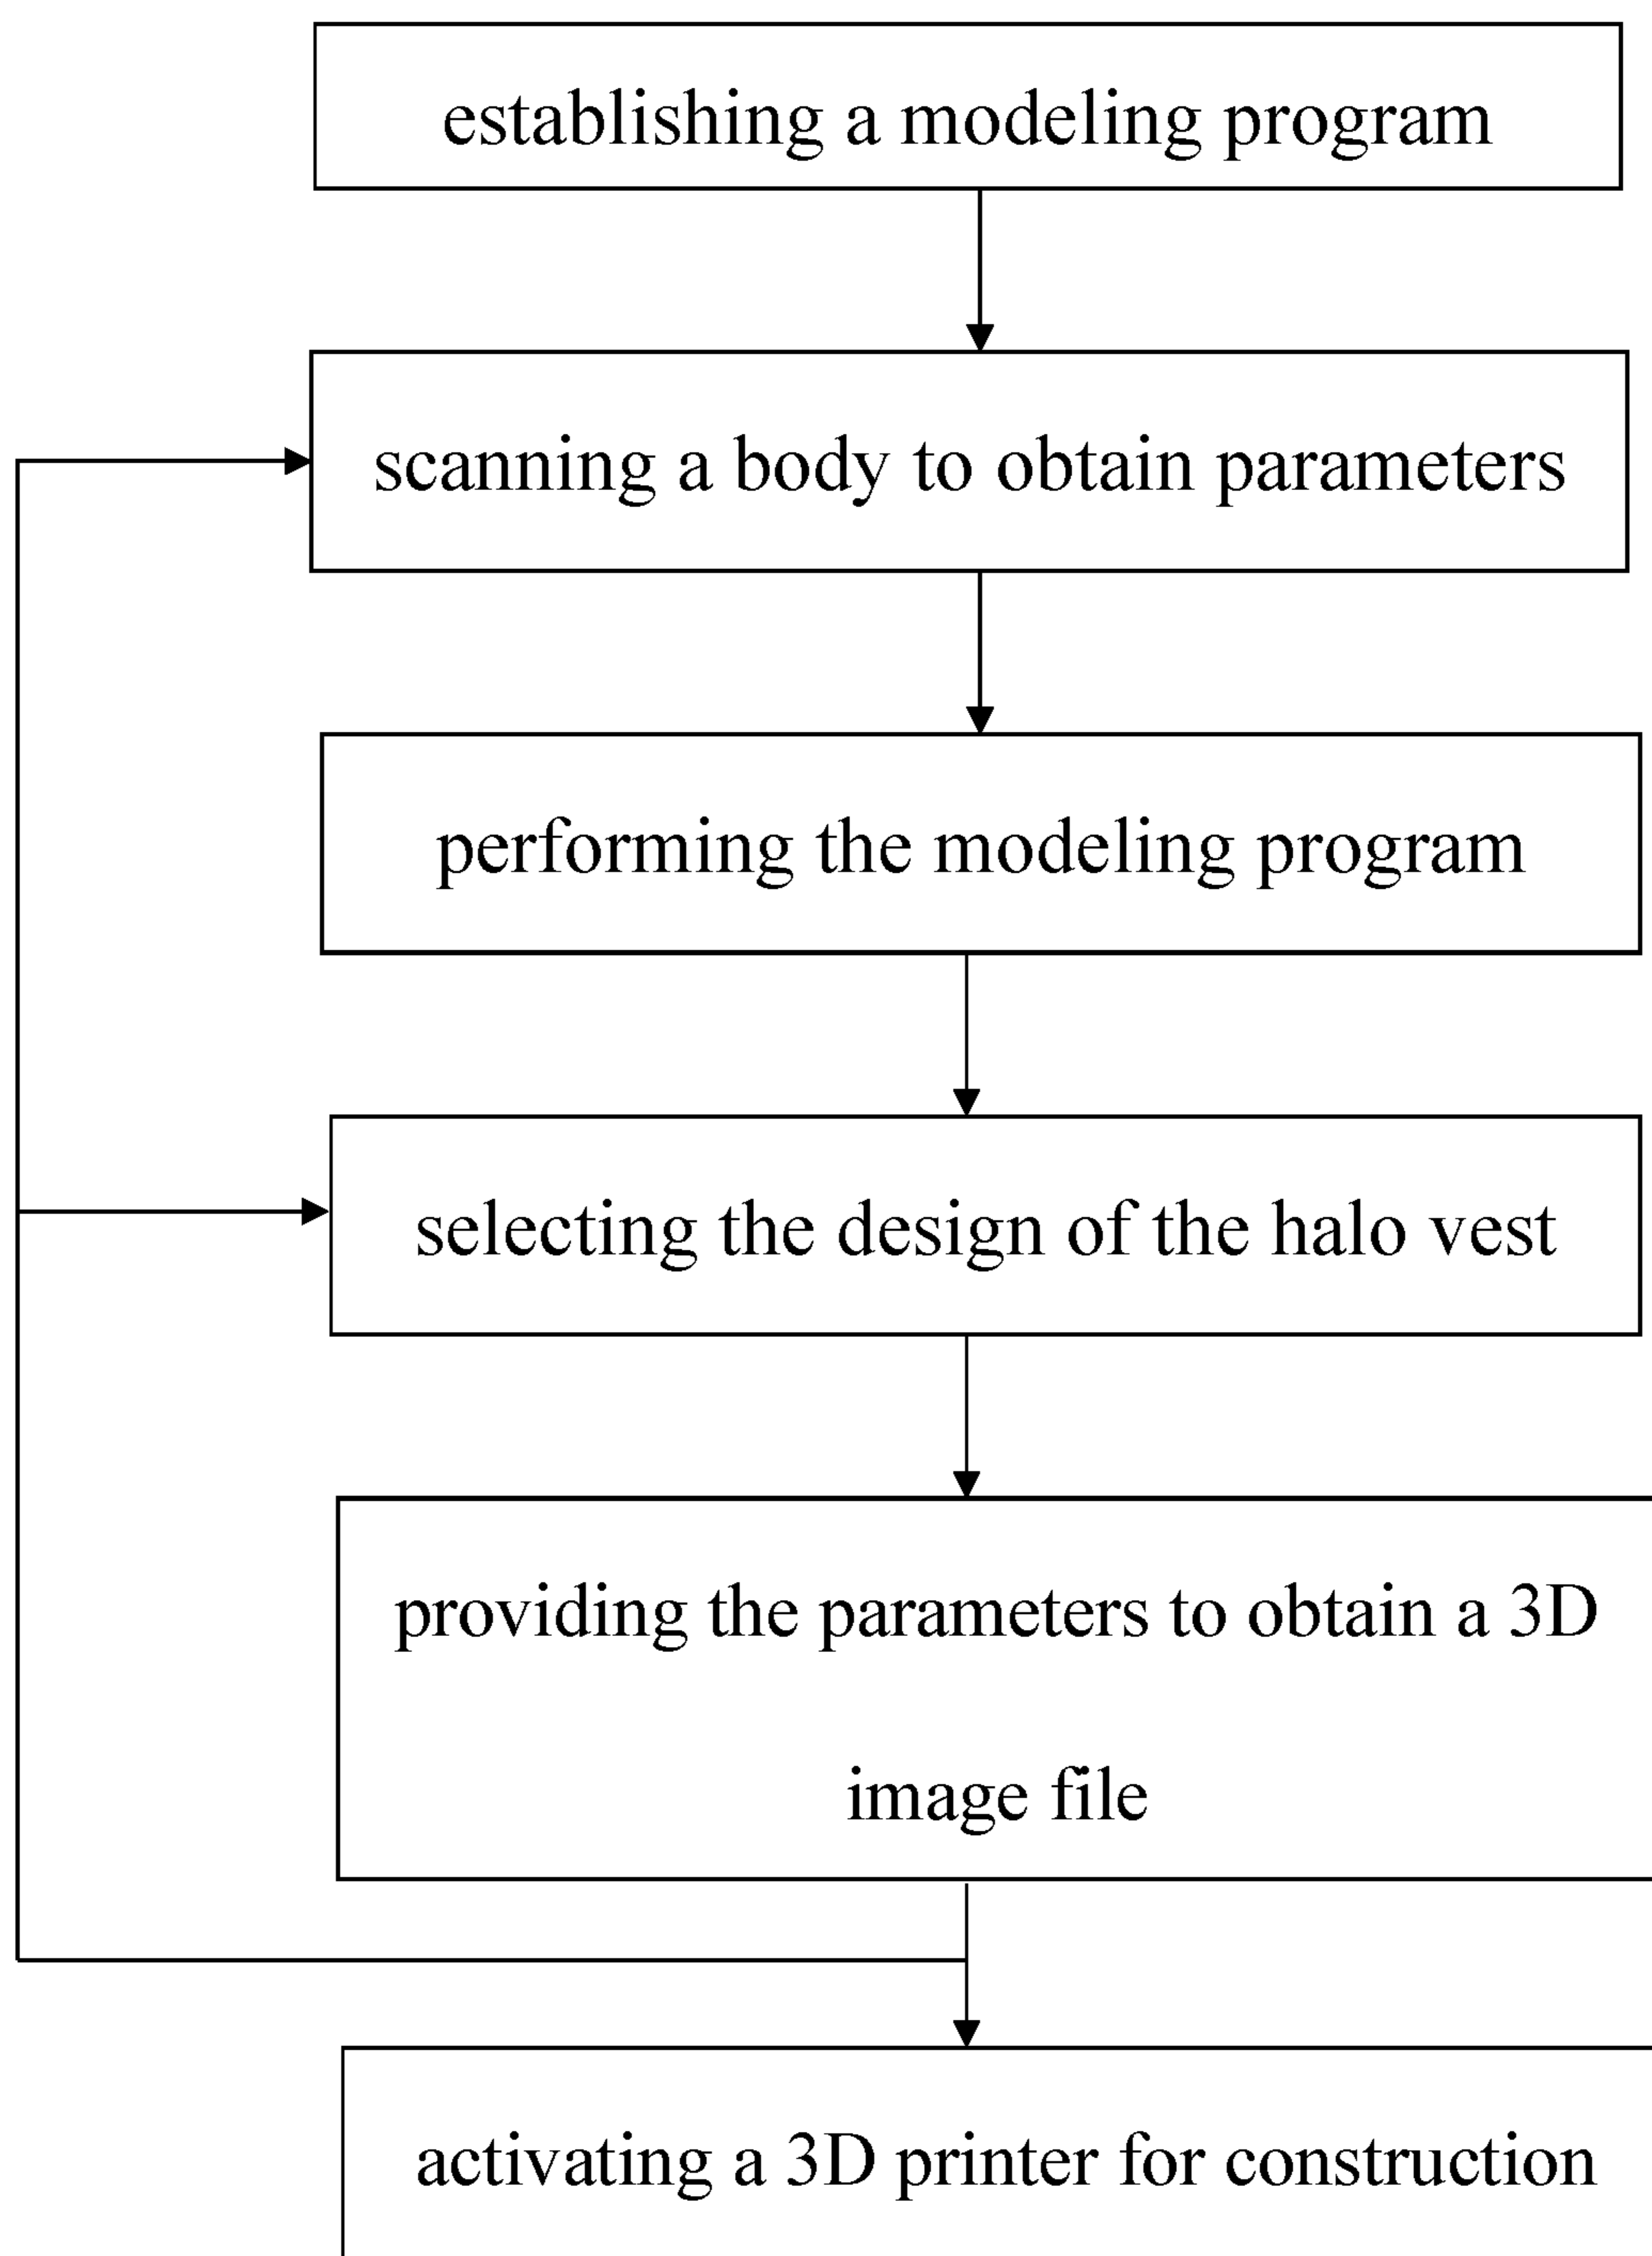 establishing a modeling program
scanning a body to obtain parameters
performing the modeling program
selecting the design of the halo vest
providing the parameters to obtain a 3D
image file
activating a 3D printer for construction